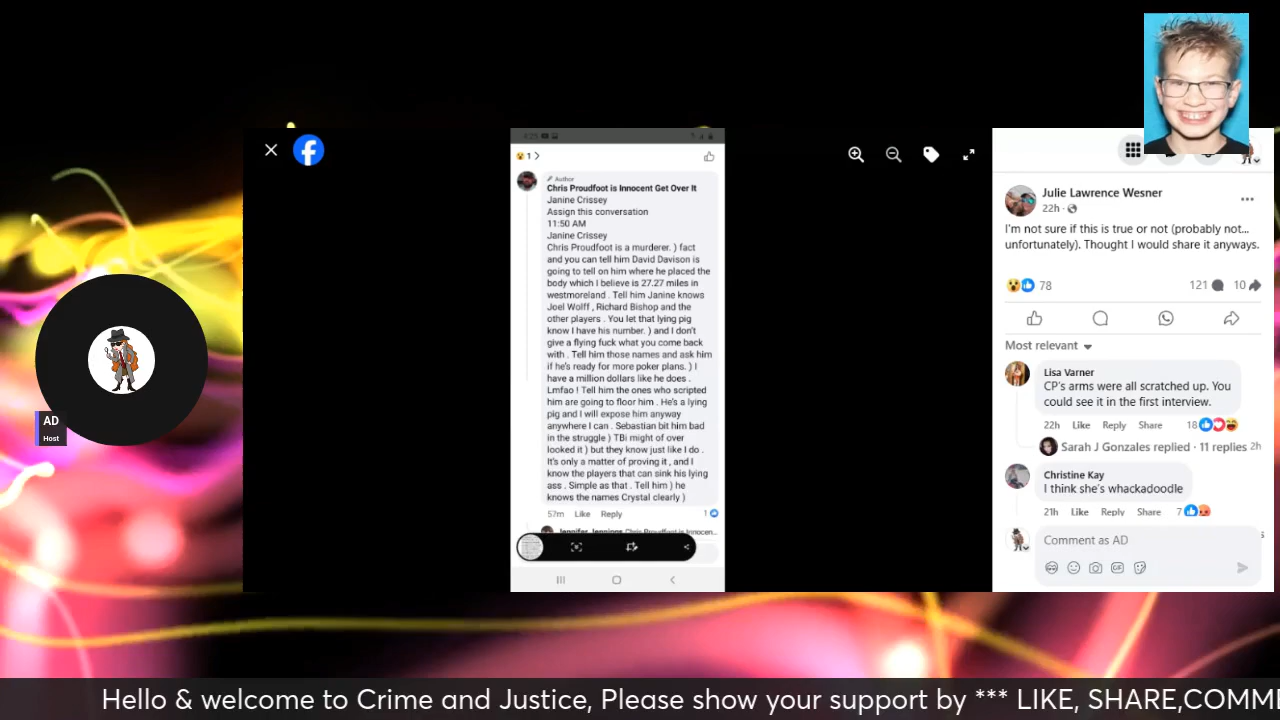 4:25
1
Author
Chris Proudfoot is Innocent Get Over It
Janine Crissey
Assign this conversation
11:50 AM
Janine Crissey
Chris Proudfoot is a murderer. ) fact
and you can tell him David Davison is
going to tell on him where he placed the
body which I believe is 27.27 miles in
westmoreland . Tell him Janine knows
Joel Wolff , Richard Bishop and the
other players . You let that lying pig
know I have his number. ) and I don't
give a flying fuck what you come back
with . Tell him those names and ask him
if he's ready for more poker plans. ) I
have a million dollars like he does .
Lmfao ! Tell him the ones who scripted
him are going to floor him . He's a lying
pig and I will expose him anyway
anywhere I can . Sebastian bit him bad
in the struggle ) TBi might of over
looked it ) but they know just like I do .
It's only a matter of proving it , and I
know the players that can sink his lying
ass . Simple as that . Tell him ) he
knows the names Crystal clearly )
57m Like Reply 1
Jennifer Jennings Chris Proudfoot is Innocen...
Julie Lawrence Wesner
22h
I'm not sure if this is true or not (probably not...
unfortunately). Thought I would share it anyways.
78 121 10
Most relevant
Lisa Varner
CP's arms were all scratched up. You
could see it in the first interview.
22h Like Reply Share 18
Sarah J Gonzales replied · 11 replies 2h
Christine Kay
I think she's whackadoodle
21h Like Reply Share 7
Comment as AD
GIF
AD
Host
Hello & welcome to Crime and Justice, Please show your support by *** LIKE, SHARE,COMM